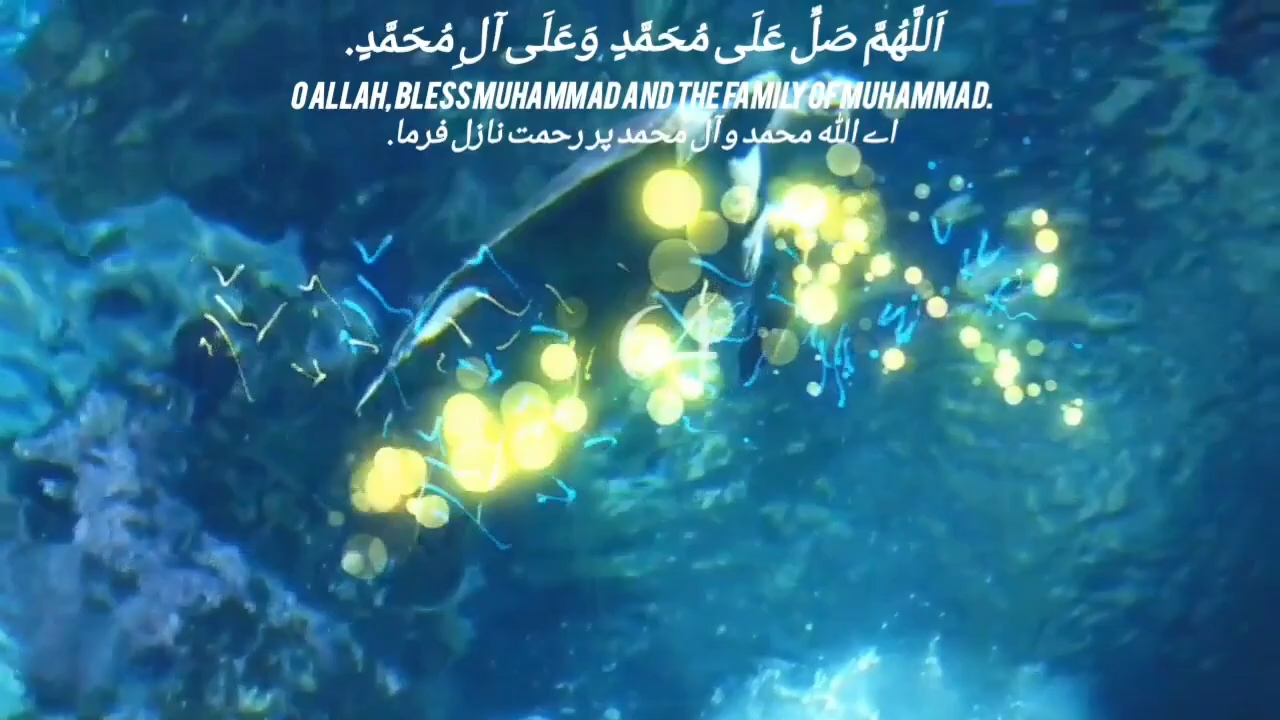 اَللَّهُمَّ صَلِّ عَلَى مُحَمَّدٍ وَعَلَى آلِ مُحَمَّدٍ.
O ALLAH, BLESS MUHAMMAD AND THE FAMILY OF MUHAMMAD.
اے اللہ محمد و آل محمد پر رحمت نازل فرما.